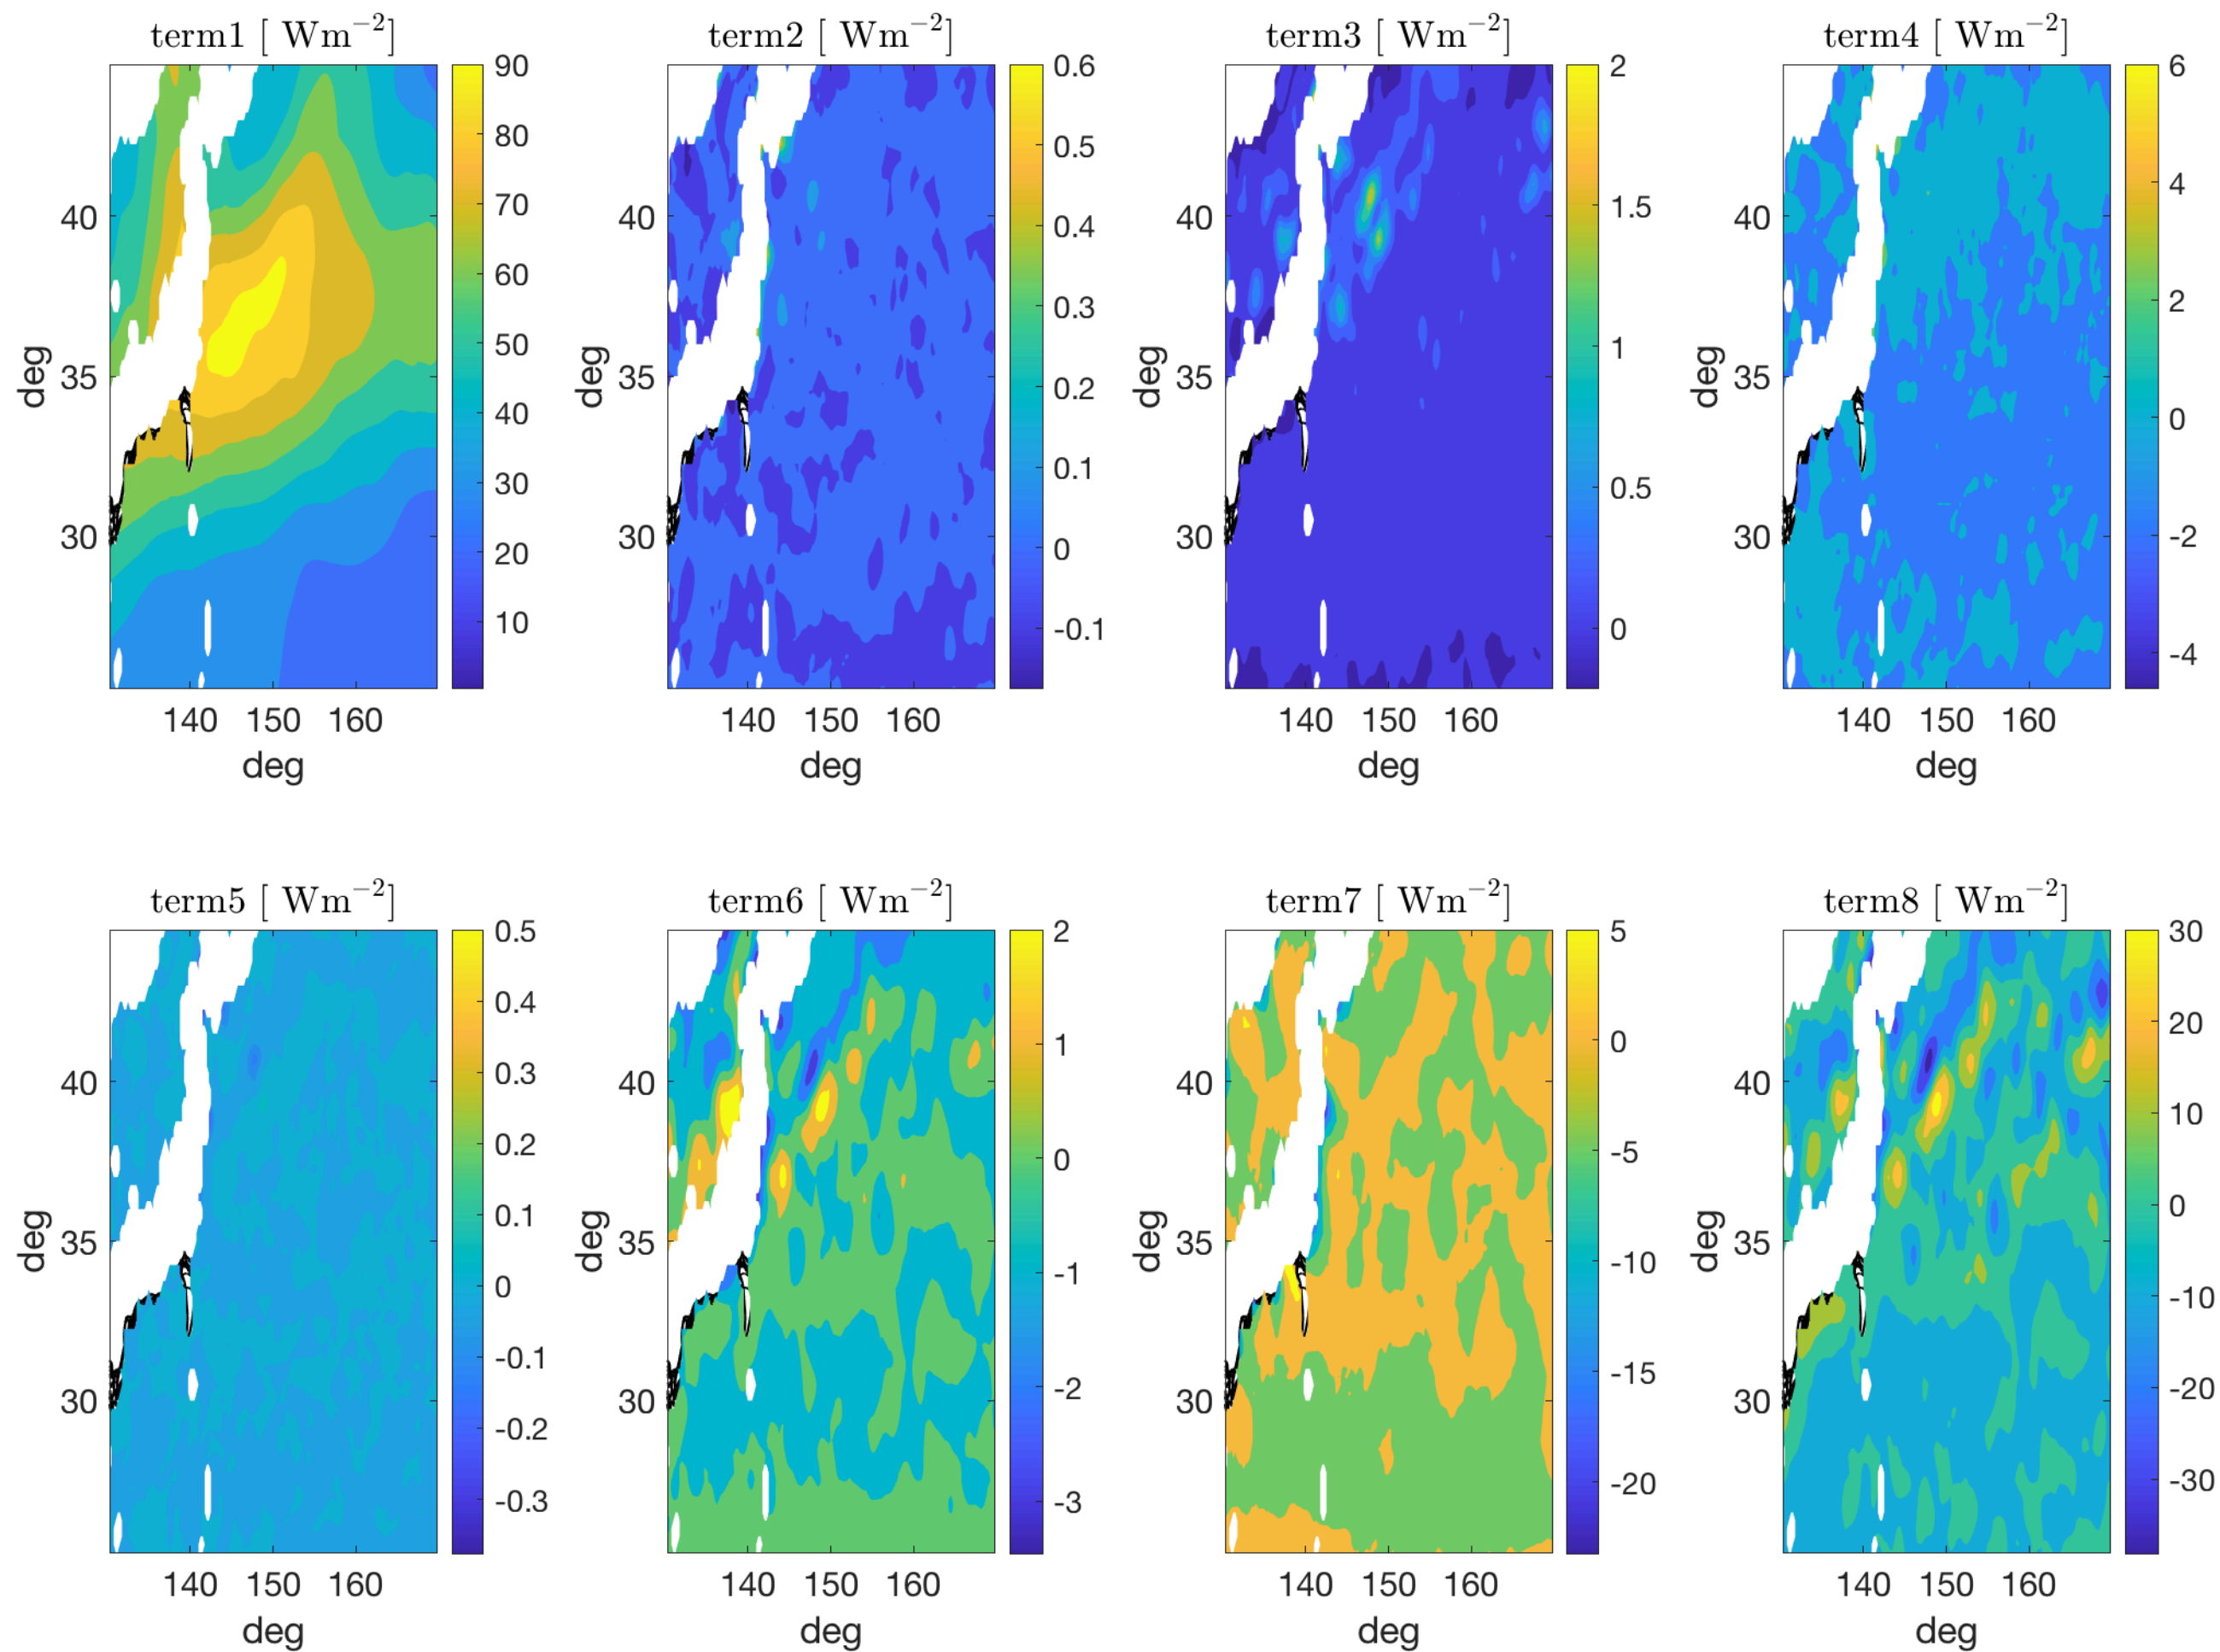 term1 [ Wm−2]
90
80
70
60
50
40
30
20
10
40
35
30
deg
140 150 160
deg
term2 [ Wm−2]
0.6
0.5
0.4
0.3
0.2
0.1
0
-0.1
40
35
30
deg
140 150 160
deg
term3 [ Wm−2]
2
1.5
1
0.5
0
40
35
30
deg
140 150 160
deg
term4 [ Wm−2]
6
4
2
0
-2
-4
40
35
30
deg
140 150 160
deg
term5 [ Wm−2]
0.5
0.4
0.3
0.2
0.1
0
-0.1
-0.2
-0.3
40
35
30
deg
140 150 160
deg
term6 [ Wm−2]
2
1
0
-1
-2
-3
40
35
30
deg
140 150 160
deg
term7 [ Wm−2]
5
0
-5
-10
-15
-20
40
35
30
deg
140 150 160
deg
term8 [ Wm−2]
30
20
10
0
-10
-20
-30
40
35
30
deg
140 150 160
deg